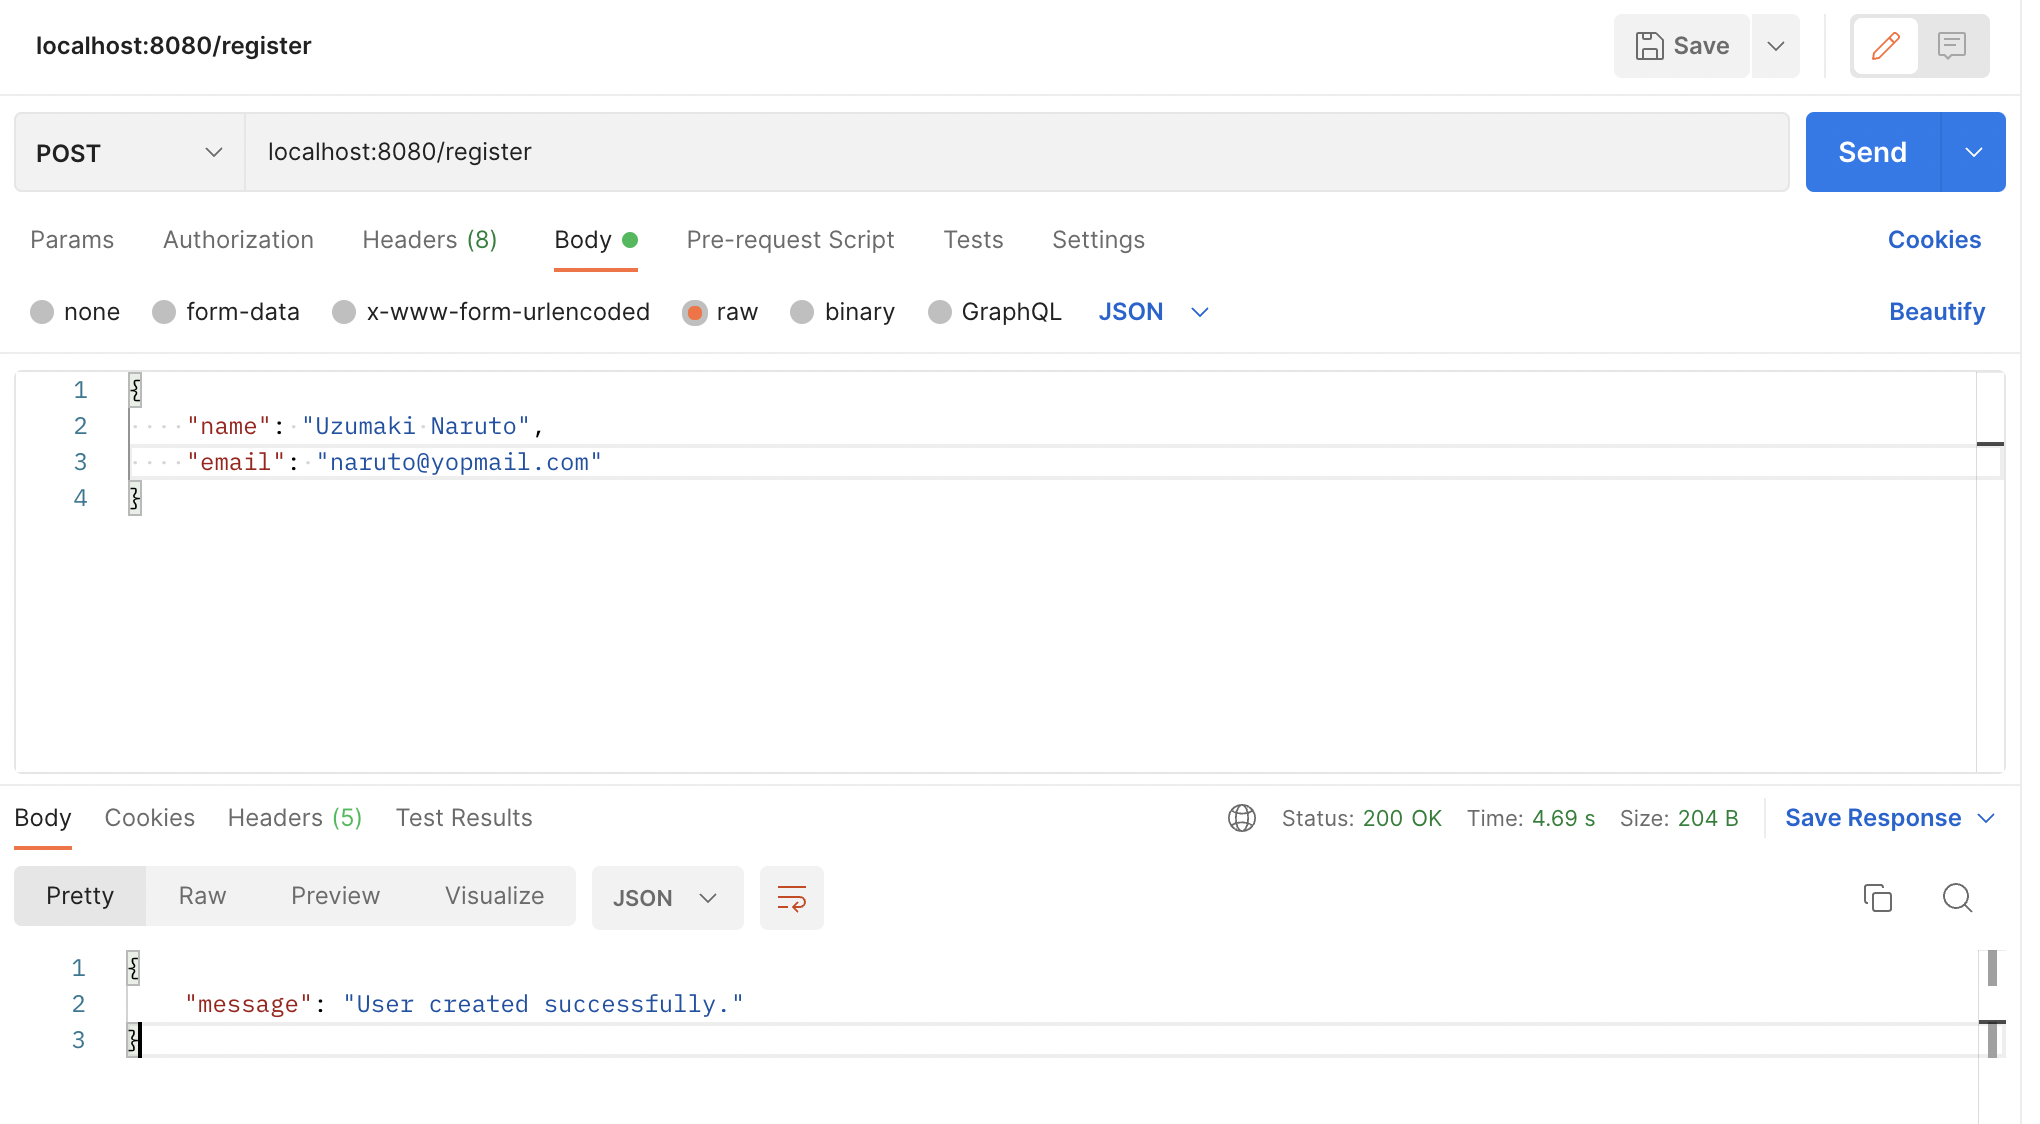 localhost:8080/register
Save
POST
localhost:8080/register
Send
Params Authorization Headers (8) Body Pre-request Script Tests Settings Cookies
none form-data x-www-form-urlencoded raw binary GraphQL JSON Beautify
1 {
2 "name": "Uzumaki Naruto",
3 "email": "naruto@yopmail.com"
4 }
Body Cookies Headers (5) Test Results Status: 200 OK Time: 4.69 s Size: 204 B Save Response
Pretty Raw Preview Visualize JSON
1 {
2 "message": "User created successfully."
3 }